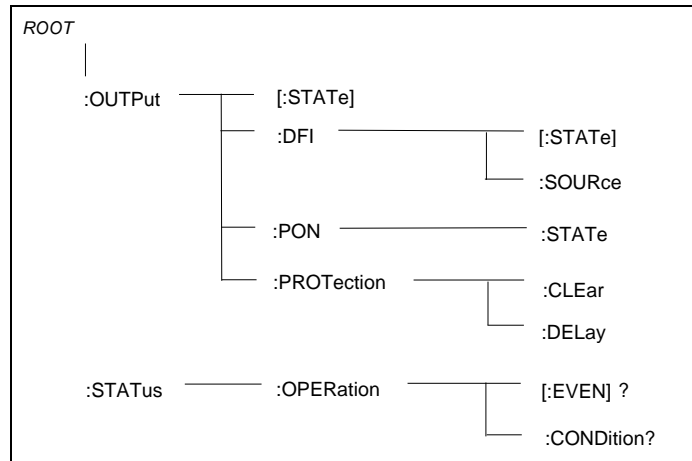 ROOT
:OUTPut [:STATe]
:DFI [:STATe]
:SOURce
:PON :STATe
:PROTection :CLEar
:DELay
:STATus :OPERation [:EVEN] ?
:CONDition?